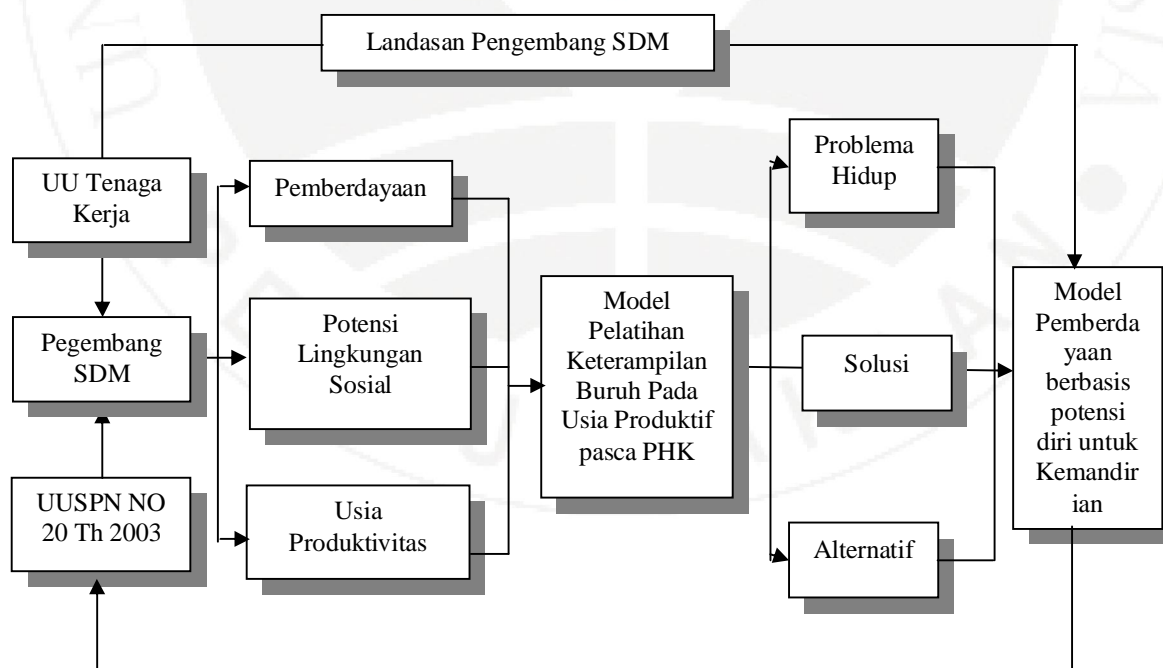 Landasan Pengembang SDM
UU Tenaga
Kerja
Pegembang
SDM
UUSPN NO
20 Th 2003
Pemberdayaan
Potensi
Lingkungan
Sosial
Usia
Produktivitas
Model
Pelatihan
Keterampilan
Buruh Pada
Usia Produktif
pasca PHK
Problema
Hidup
Solusi
Alternatif
Model
Pemberda
yaan
berbasis
potensi
diri untuk
Kemandir
ian